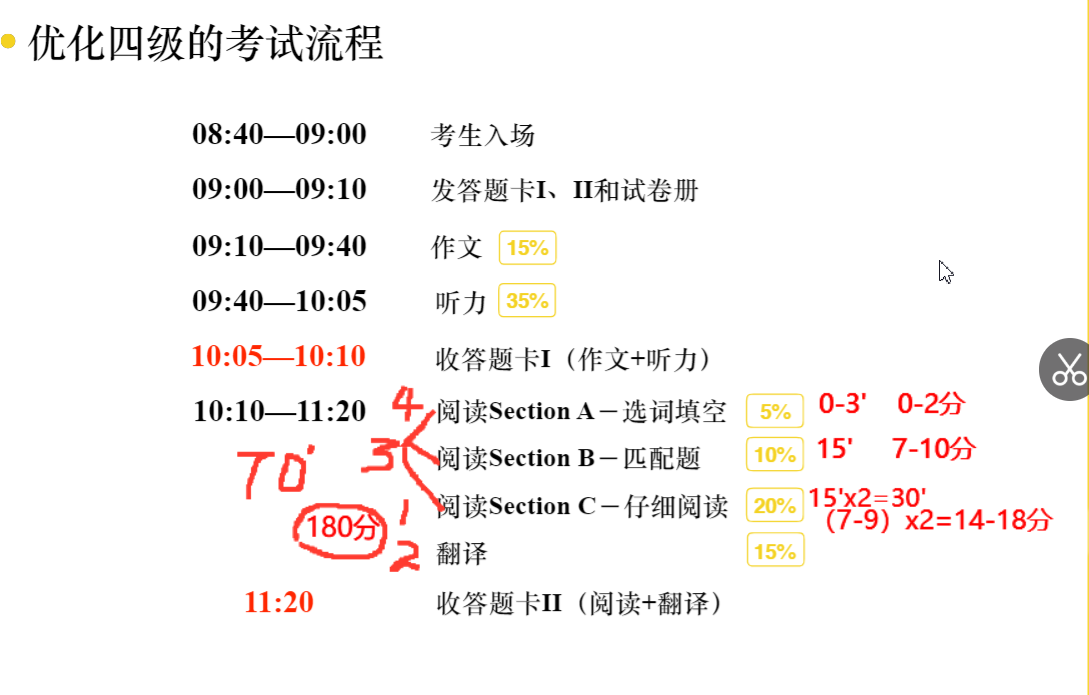 优化四级的考试流程
08:40—09:00 考生入场
09:00—09:10 发答题卡I、II和试卷册
09:10—09:40 作文 15%
09:40—10:05 听力 35%
10:05—10:10 收答题卡I（作文+听力）
10:10—11:20 4 阅读Section A－选词填空 5% 0-3' 0-2分
70' 3 阅读Section B－匹配题 10% 15' 7-10分
1 阅读Section C－仔细阅读 20% 15'x2=30'
（7-9）x2=14-18分
180分 2 翻译 15%
11:20 收答题卡II（阅读+翻译）